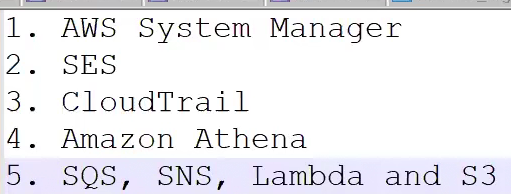 1. AWS System Manager
2. SES
3. CloudTrail
4. Amazon Athena
5. SQS, SNS, Lambda and S3